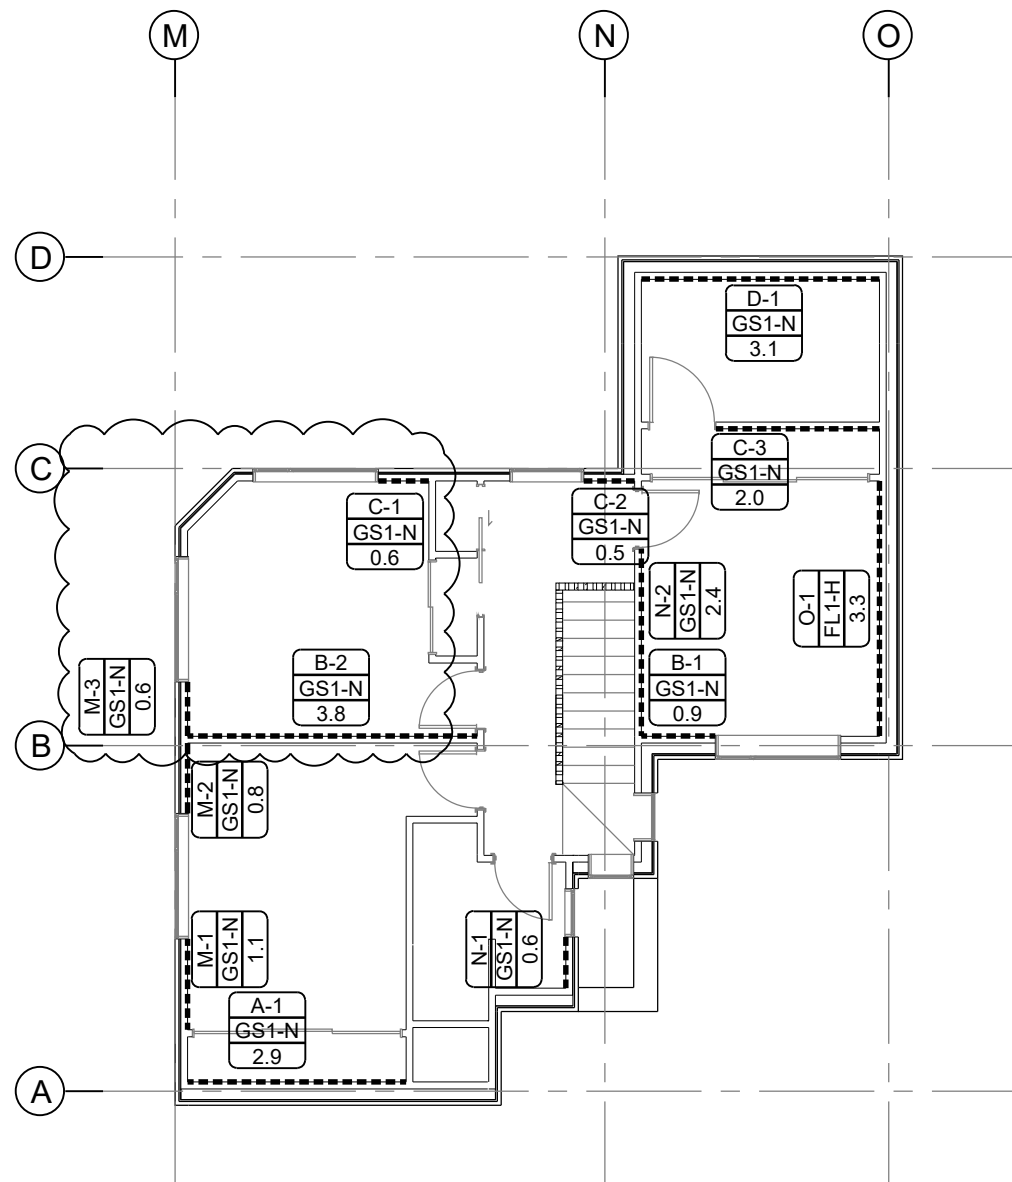 M
N
O
D
D-1
GS1-N
3.1
C
C-3
GS1-N
2.0
C-1
GS1-N
0.6
C-2
GS1-N
0.5
N-2
GS1-N
2.4
O-1
FL1-H
3.3
M-3
GS1-N
0.6
B-2
GS1-N
3.8
B-1
GS1-N
0.9
B
M-2
GS1-N
0.8
M-1
GS1-N
1.1
N-1
GS1-N
0.6
A-1
GS1-N
2.9
A